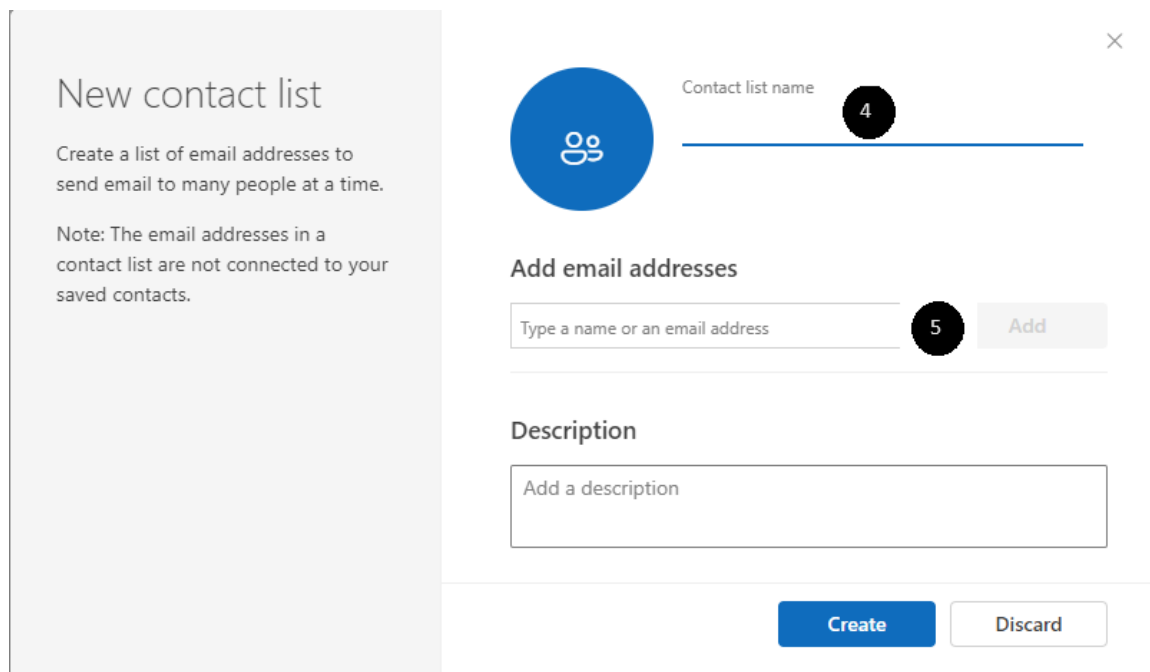 New contact list
Create a list of email addresses to
send email to many people at a time.
Note: The email addresses in a
contact list are not connected to your
saved contacts.
Contact list name
4
Add email addresses
Type a name or an email address
5
Add
Description
Add a description
Create
Discard